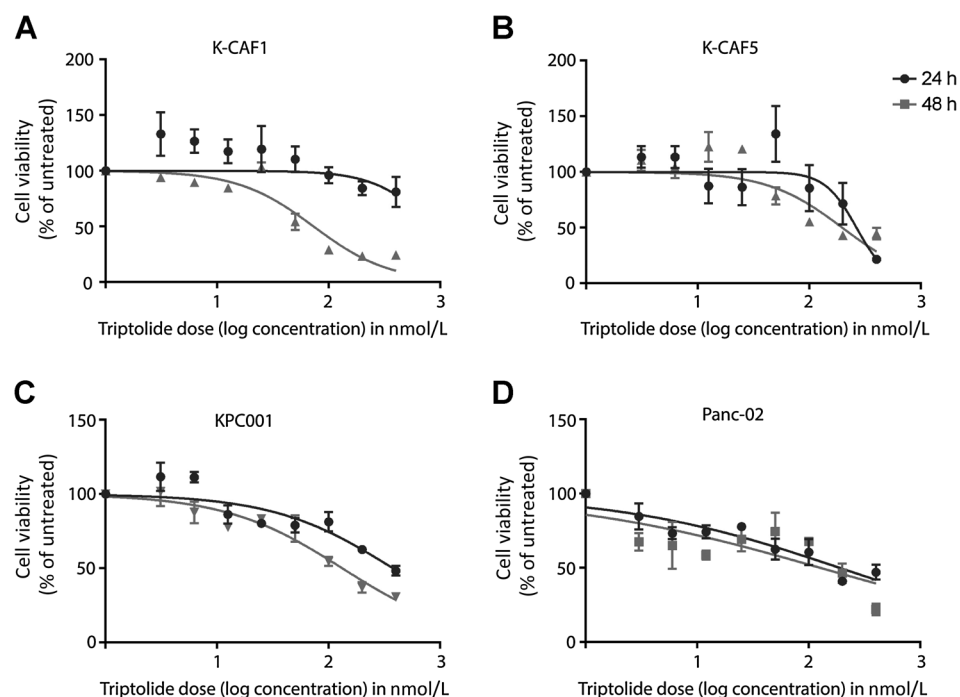 A
K-CAF1
200
150
100
50
0
1
2
3
Cell viability
(% of untreated)
Triptolide dose (log concentration) in nmol/L
B
K-CAF5
24 h
48 h
200
150
100
50
0
1
2
3
Cell viability
(% of untreated)
Triptolide dose (log concentration) in nmol/L
C
KPC001
150
100
50
0
1
2
3
Cell viability
(% of untreated)
Triptolide dose (log concentration) in nmol/L
D
Panc-02
150
100
50
0
1
2
3
Cell viability
(% of untreated)
Triptolide dose (log concentration) in nmol/L